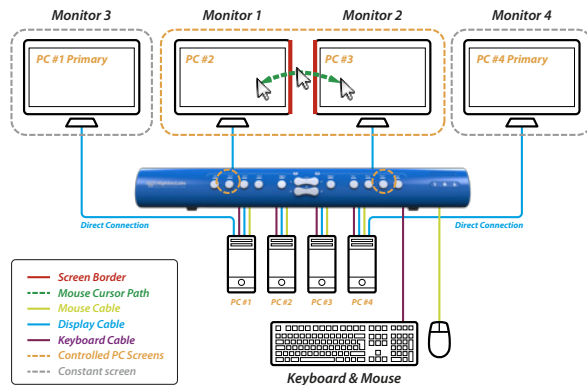 Monitor 3
Monitor 1
Monitor 2
Monitor 4
PC #1 Primary
PC #2
PC #3
PC #4 Primary
Direct Connection
Direct Connection
PC #1
PC #2
PC #3
PC #4
Screen Border
Mouse Cursor Path
Mouse Cable
Display Cable
Keyboard Cable
Controlled PC Screens
Constant screen
Keyboard & Mouse